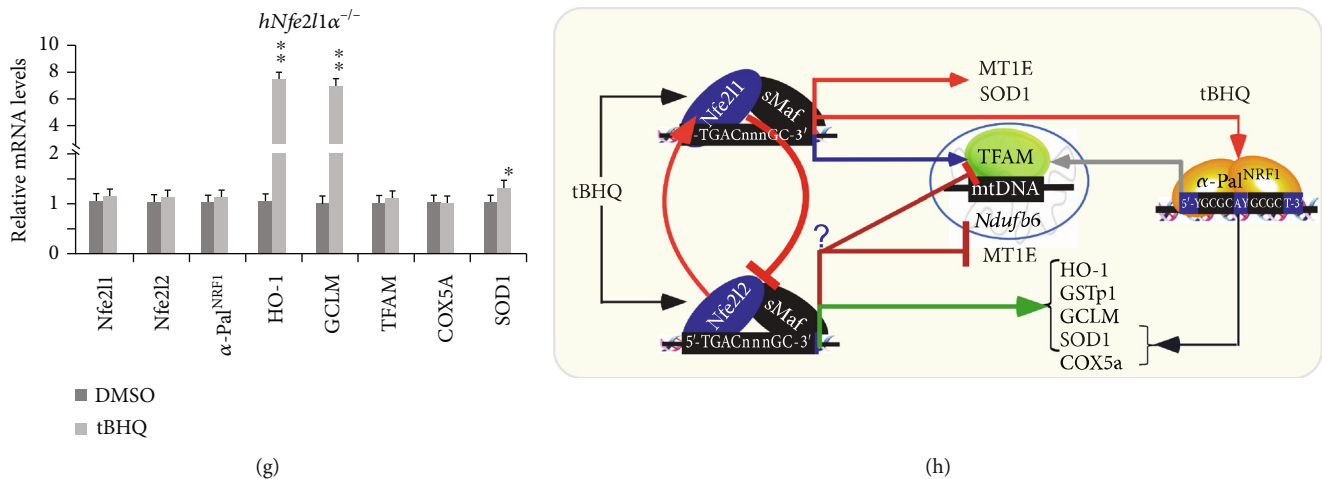 hNfe2l1α−/−
Relative mRNA levels
10
8
6
4
2
2
1
0
**
**
*
Nfe2l1
Nfe2l2
α-PalNRF1
HO-1
GCLM
TFAM
COX5A
SOD1
DMSO
tBHQ
(g)
tBHQ
Nfe2l1
sMaf
5'-TGACnnnGC-3'
MT1E
SOD1
tBHQ
TFAM
mtDNA
Ndufb6
MT1E
α-PalNRF1
5'-YGCGCAYGCGCT-3'
?
Nfe2l2
sMaf
5'-TGACnnnGC-3'
HO-1
GSTp1
GCLM
SOD1
COX5a
(h)